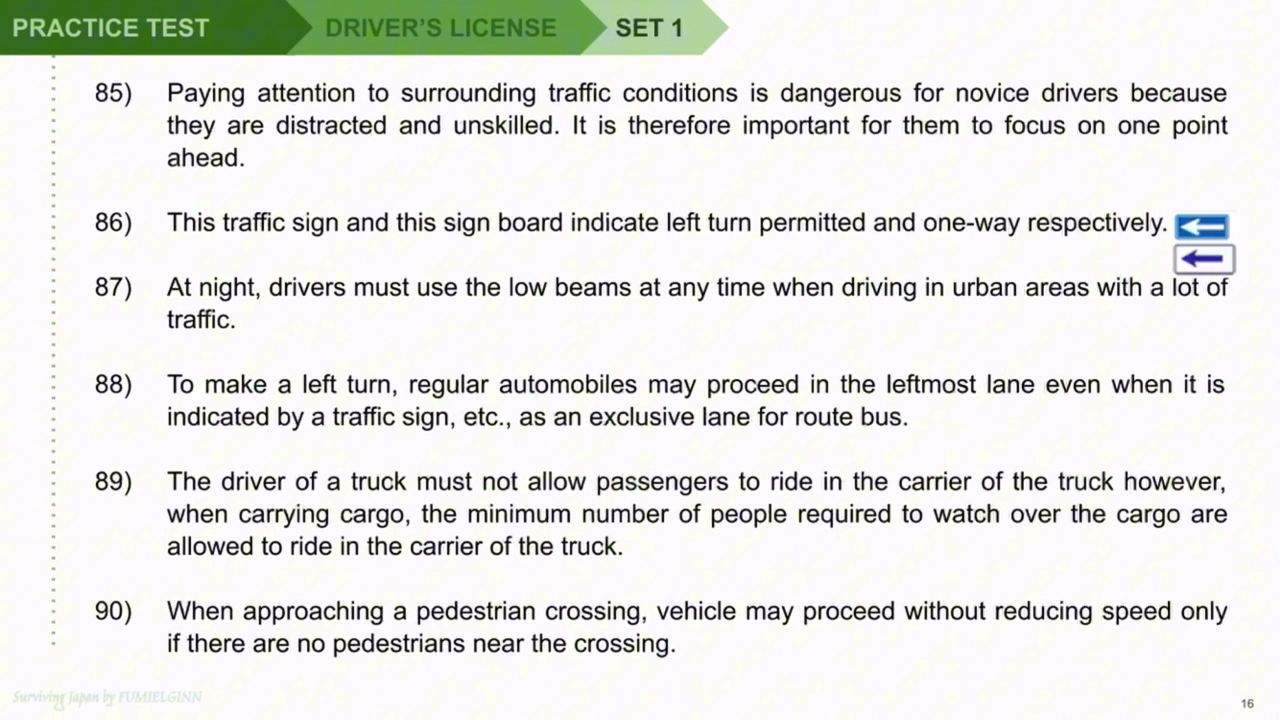 PRACTICE TEST DRIVER'S LICENSE SET 1
85) Paying attention to surrounding traffic conditions is dangerous for novice drivers because
they are distracted and unskilled. It is therefore important for them to focus on one point
ahead.
86) This traffic sign and this sign board indicate left turn permitted and one-way respectively.
87) At night, drivers must use the low beams at any time when driving in urban areas with a lot of
traffic.
88) To make a left turn, regular automobiles may proceed in the leftmost lane even when it is
indicated by a traffic sign, etc., as an exclusive lane for route bus.
89) The driver of a truck must not allow passengers to ride in the carrier of the truck however,
when carrying cargo, the minimum number of people required to watch over the cargo are
allowed to ride in the carrier of the truck.
90) When approaching a pedestrian crossing, vehicle may proceed without reducing speed only
if there are no pedestrians near the crossing.
Surviving Japan by FUMIELGINN
16